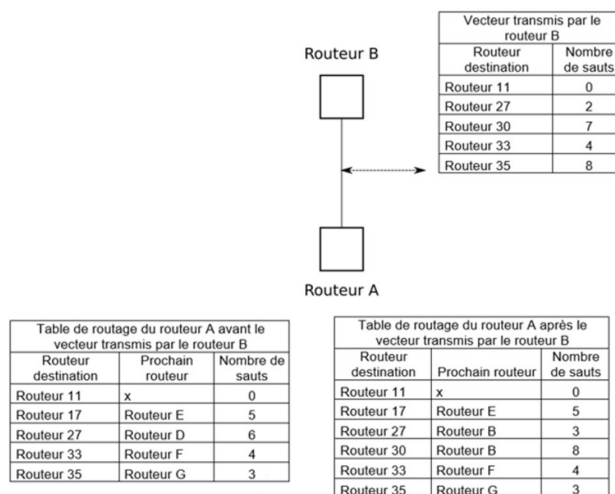 Vecteur transmis par le
routeur B
Routeur
destination
Nombre
de sauts
Routeur 11 0
Routeur 27 2
Routeur 30 7
Routeur 33 4
Routeur 35 8
Routeur B
Routeur A
Table de routage du routeur A avant le
vecteur transmis par le routeur B
Routeur
destination
Prochain
routeur
Nombre de
sauts
Routeur 11 x 0
Routeur 17 Routeur E 5
Routeur 27 Routeur D 6
Routeur 33 Routeur F 4
Routeur 35 Routeur G 3
Table de routage du routeur A après le
vecteur transmis par le routeur B
Routeur
destination
Prochain routeur
Nombre
de sauts
Routeur 11 x 0
Routeur 17 Routeur E 5
Routeur 27 Routeur B 3
Routeur 30 Routeur B 8
Routeur 33 Routeur F 4
Routeur 35 Routeur G 3